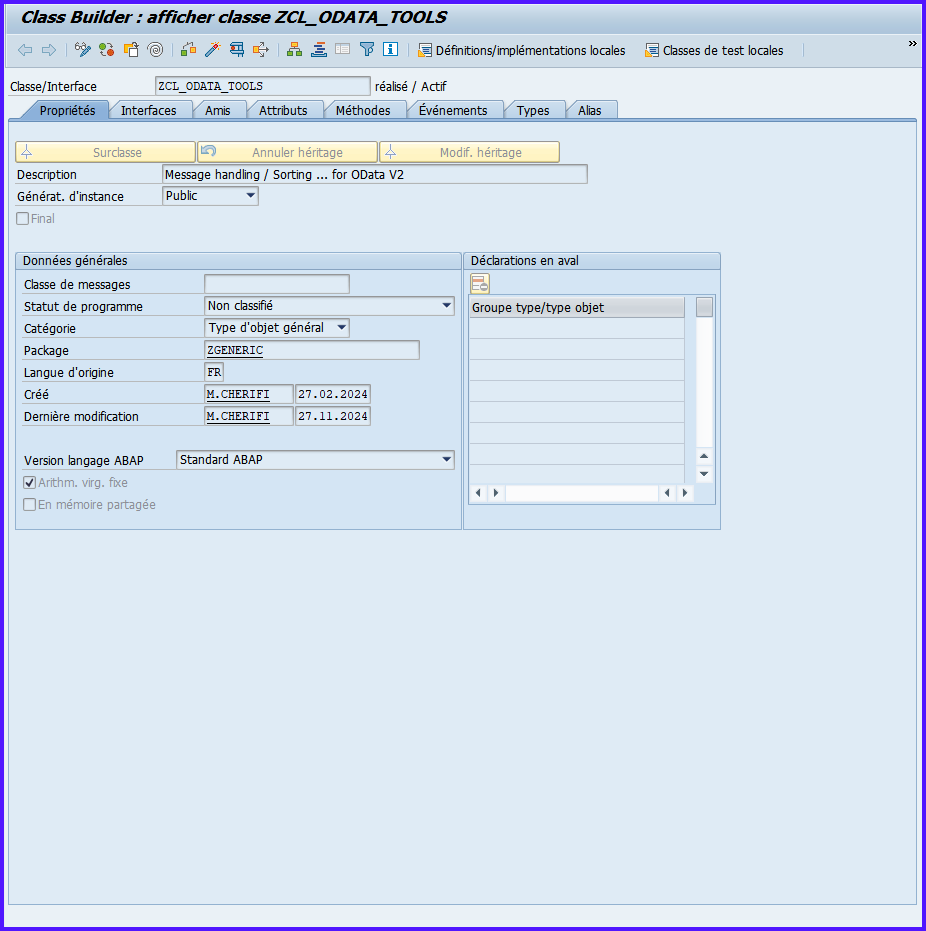 Class Builder : afficher classe ZCL_ODATA_TOOLS
Définitions/implémentations locales Classes de test locales »
Classe/Interface ZCL_ODATA_TOOLS réalisé / Actif
Propriétés Interfaces Amis Attributs Méthodes Événements Types Alias
Surclasse Annuler héritage Modif. héritage
Description Message handling / Sorting ... for OData V2
Générat. d'instance Public
Final
Données générales Déclarations en aval
Classe de messages
Statut de programme Non classifié Groupe type/type objet
Catégorie Type d'objet général
Package ZGENERIC
Langue d'origine FR
Créé M.CHERIFI 27.02.2024
Dernière modification M.CHERIFI 27.11.2024
Version langage ABAP Standard ABAP
Arithm. virg. fixe
En mémoire partagée